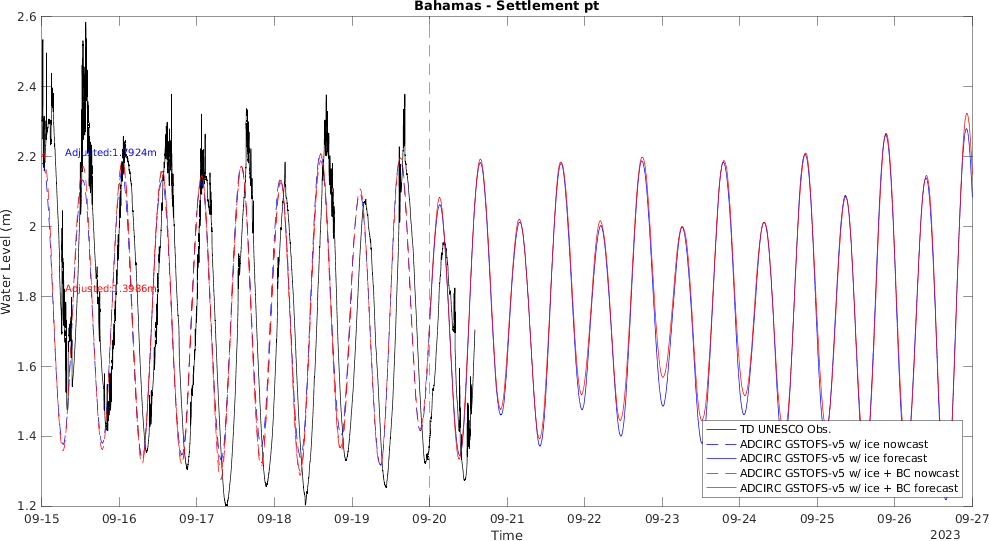 Bahamas - Settlement pt
2.6
2.4
2.2
2
1.8
1.6
1.4
1.2
Water Level (m)
Adjusted:1.7924m
Adjusted:1.3986m
TD UNESCO Obs.
ADCIRC GSTOFS-v5 w/ ice nowcast
ADCIRC GSTOFS-v5 w/ ice forecast
ADCIRC GSTOFS-v5 w/ ice + BC nowcast
ADCIRC GSTOFS-v5 w/ ice + BC forecast
09-15 09-16 09-17 09-18 09-19 09-20 09-21 09-22 09-23 09-24 09-25 09-26 09-27
Time
2023